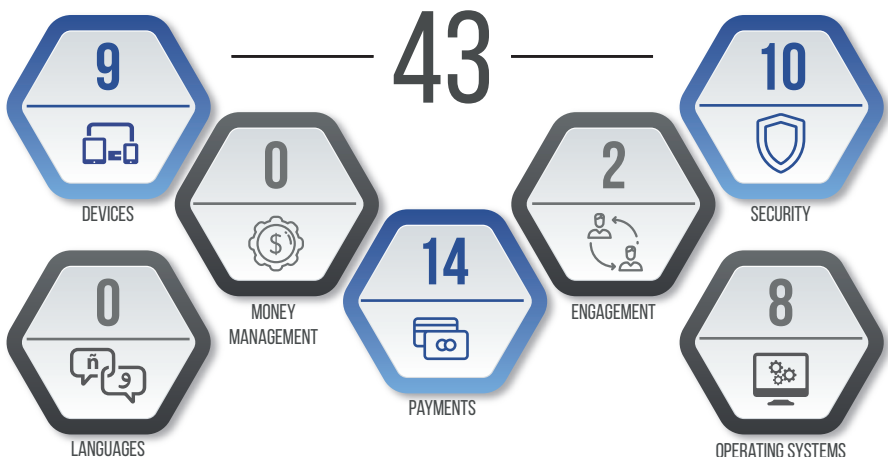 43
9
DEVICES
0
MONEY
MANAGEMENT
14
PAYMENTS
2
ENGAGEMENT
10
SECURITY
0
ñ
و
LANGUAGES
8
OPERATING SYSTEMS